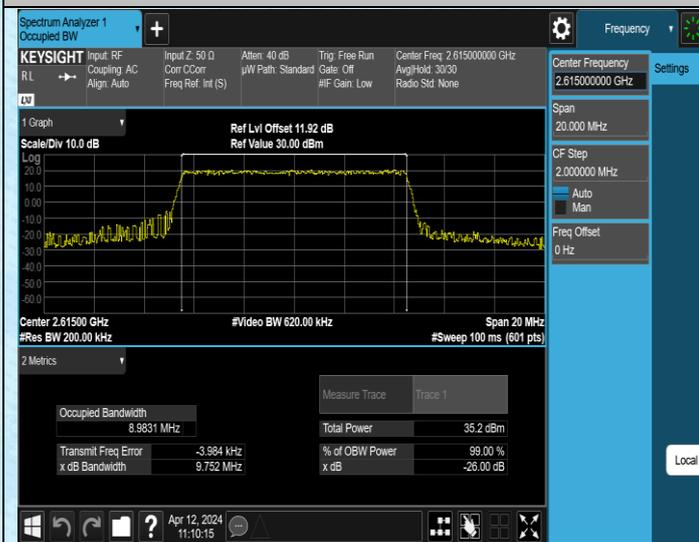 Spectrum Analyzer 1
Occupied BW
+
Frequency
KEYSIGHT
RL
LXI
Input: RF
Coupling: AC
Align: Auto
Input Z: 50 Ω
Corr CCorr
Freq Ref: Int (S)
Atten: 40 dB
µW Path: Standard
Trig: Free Run
Gate: Off
#IF Gain: Low
Center Freq: 2.615000000 GHz
Avg|Hold: 30/30
Radio Std: None
Center Frequency
2.615000000 GHz
Settings
Span
20.000 MHz
CF Step
2.000000 MHz
Auto
Man
Freq Offset
0 Hz
1 Graph
Scale/Div 10.0 dB
Ref Lvl Offset 11.92 dB
Ref Value 30.00 dBm
Log
20.0
10.0
0.00
-10.0
-20.0
-30.0
-40.0
-50.0
-60.0
Center 2.61500 GHz
#Video BW 620.00 kHz
Span 20 MHz
#Res BW 200.00 kHz
#Sweep 100 ms (601 pts)
2 Metrics
Measure Trace
Trace 1
Occupied Bandwidth
8.9831 MHz
Total Power
35.2 dBm
Transmit Freq Error
-3.984 kHz
% of OBW Power
99.00 %
x dB Bandwidth
9.752 MHz
x dB
-26.00 dB
Local
?
Apr 12, 2024
11:10:15